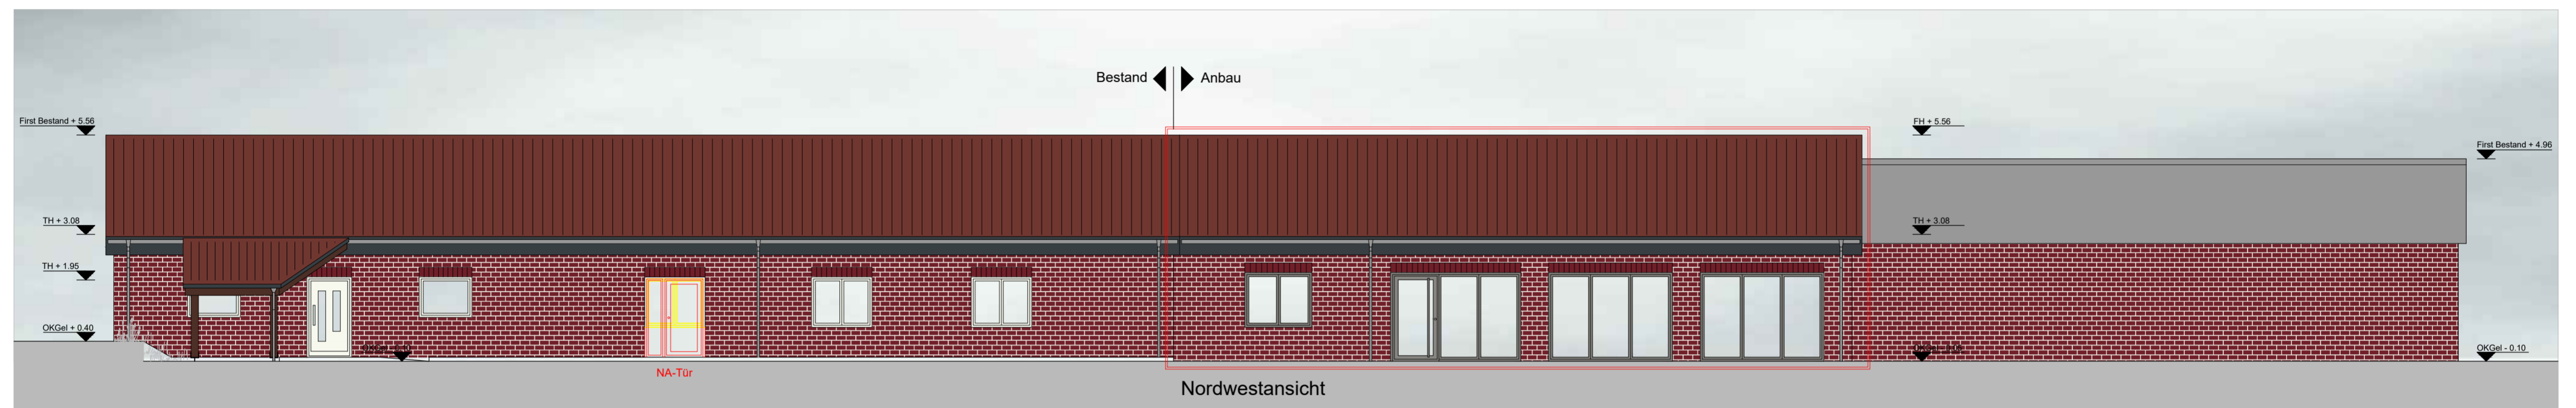 Bestand
Anbau
First Bestand + 5.56
FH + 5.56
First Bestand + 4.96
TH + 3.08
TH + 3.08
TH + 1.95
OKGel + 0.40
OKGel - 0.10
NA-Tür
Nordwestansicht